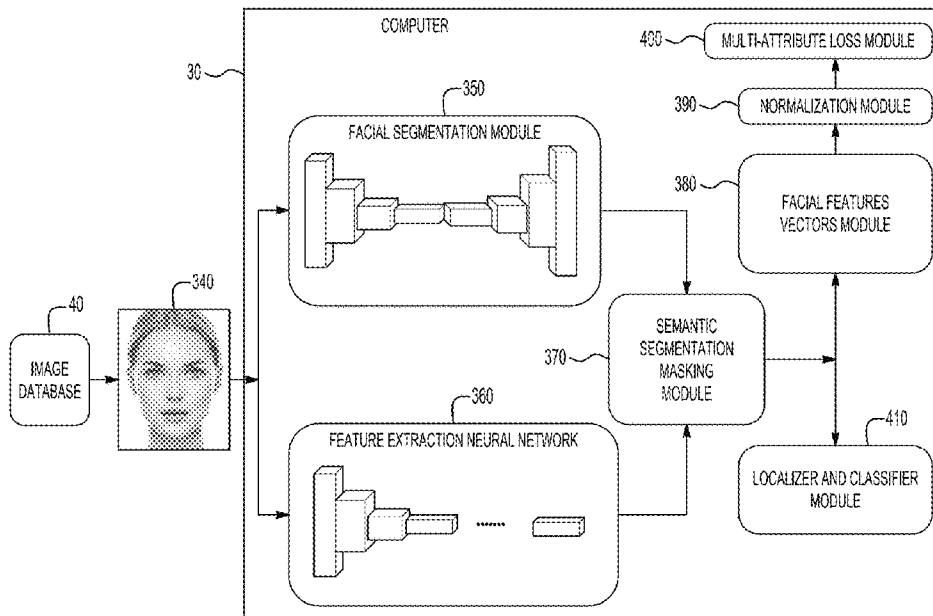 COMPUTER
30
400
MULTI-ATTRIBUTE LOSS MODULE
390
NORMALIZATION MODULE
350
FACIAL SEGMENTATION MODULE
380
FACIAL FEATURES
VECTORS MODULE
40
IMAGE
DATABASE
340
370
SEMANTIC
SEGMENTATION
MASKING
MODULE
360
FEATURE EXTRACTION NEURAL NETWORK
410
LOCALIZER AND CLASSIFIER
MODULE